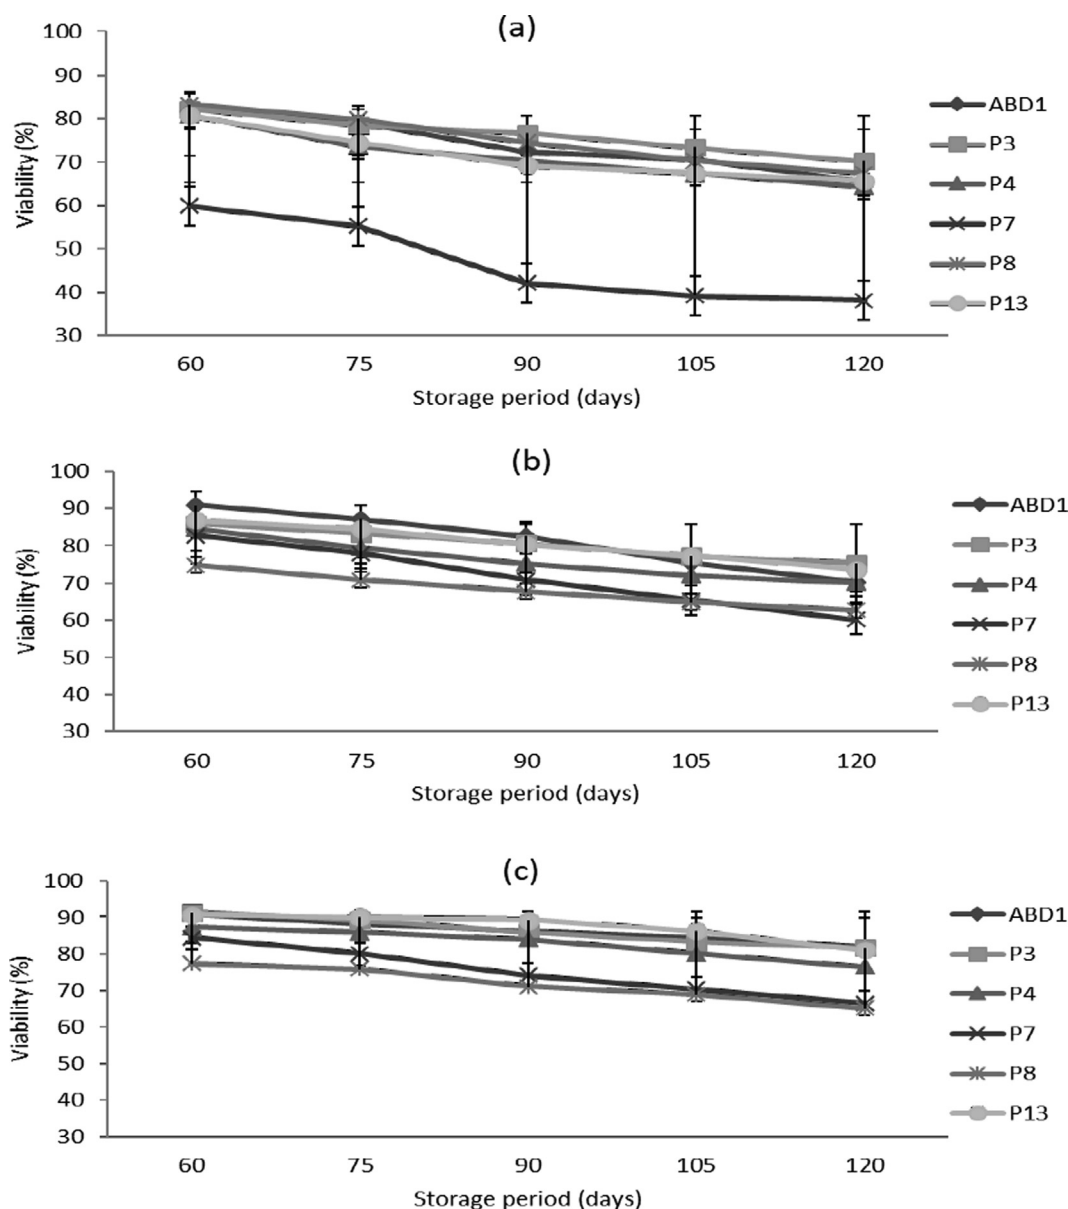 (a)
100
90
80
70
60
50
40
30
Viability (%)
60 75 90 105 120
Storage period (days)
ABD1
P3
P4
P7
P8
P13
(b)
100
90
80
70
60
50
40
30
Viability (%)
60 75 90 105 120
Storage period (days)
ABD1
P3
P4
P7
P8
P13
(c)
100
90
80
70
60
50
40
30
Viability (%)
60 75 90 105 120
Storage period (days)
ABD1
P3
P4
P7
P8
P13